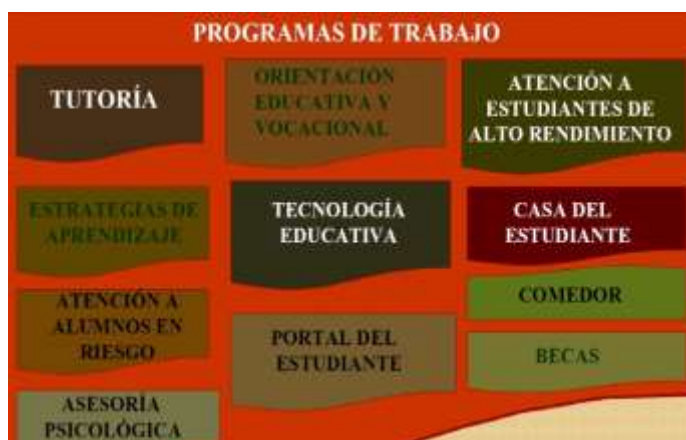 PROGRAMAS DE TRABAJO
TUTORÍA
ORIENTACIÓN
EDUCATIVA Y
VOCACIONAL
ATENCIÓN A
ESTUDIANTES DE
ALTO RENDIMIENTO
ESTRATEGIAS DE
APRENDIZAJE
TECNOLOGÍA
EDUCATIVA
CASA DEL
ESTUDIANTE
ATENCIÓN A
ALUMNOS EN
RIESGO
PORTAL DEL
ESTUDIANTE
COMEDOR
BECAS
ASESORÍA
PSICOLÓGICA